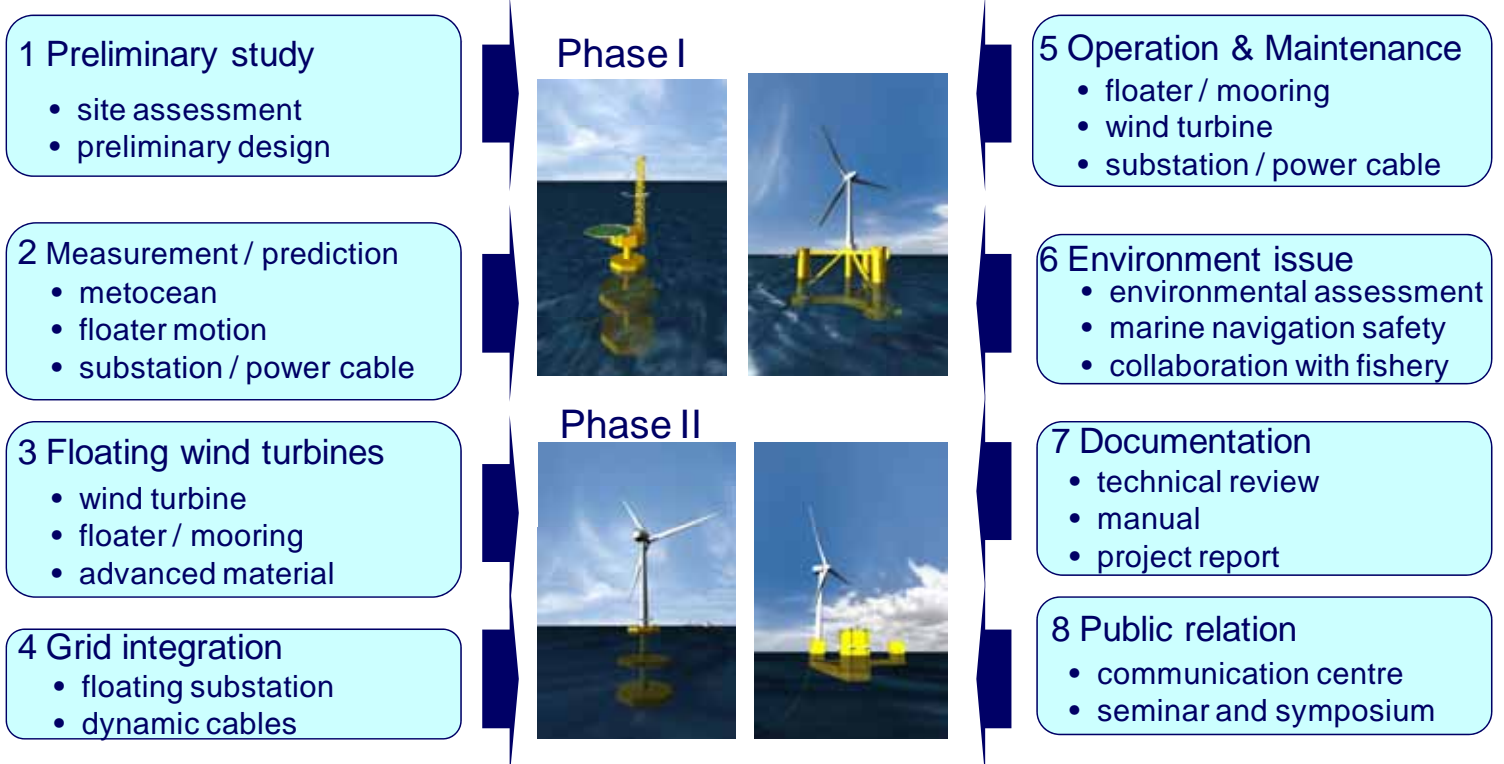 1 Preliminary study
• site assessment
• preliminary design
2 Measurement / prediction
• metocean
• floater motion
• substation / power cable
3 Floating wind turbines
• wind turbine
• floater / mooring
• advanced material
4 Grid integration
• floating substation
• dynamic cables
Phase I
Phase II
5 Operation & Maintenance
• floater / mooring
• wind turbine
• substation / power cable
6 Environment issue
• environmental assessment
• marine navigation safety
• collaboration with fishery
7 Documentation
• technical review
• manual
• project report
8 Public relation
• communication centre
• seminar and symposium